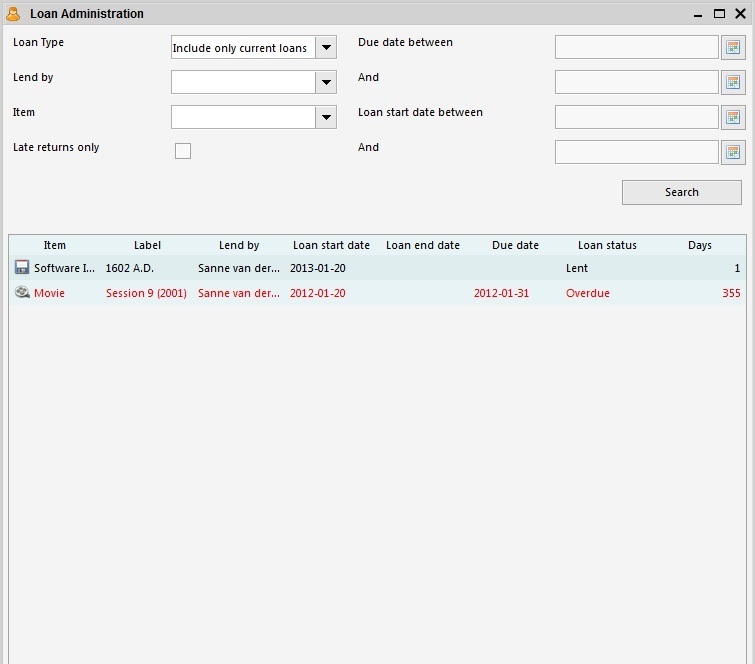 Loan Administration
Loan Type Include only current loans Due date between
Lend by And
Item Loan start date between
Late returns only And
Search
Item Label Lend by Loan start date Loan end date Due date Loan status Days
Software I... 1602 A.D. Sanne van der... 2013-01-20 Lent 1
Movie Session 9 (2001) Sanne van der... 2012-01-20 2012-01-31 Overdue 355